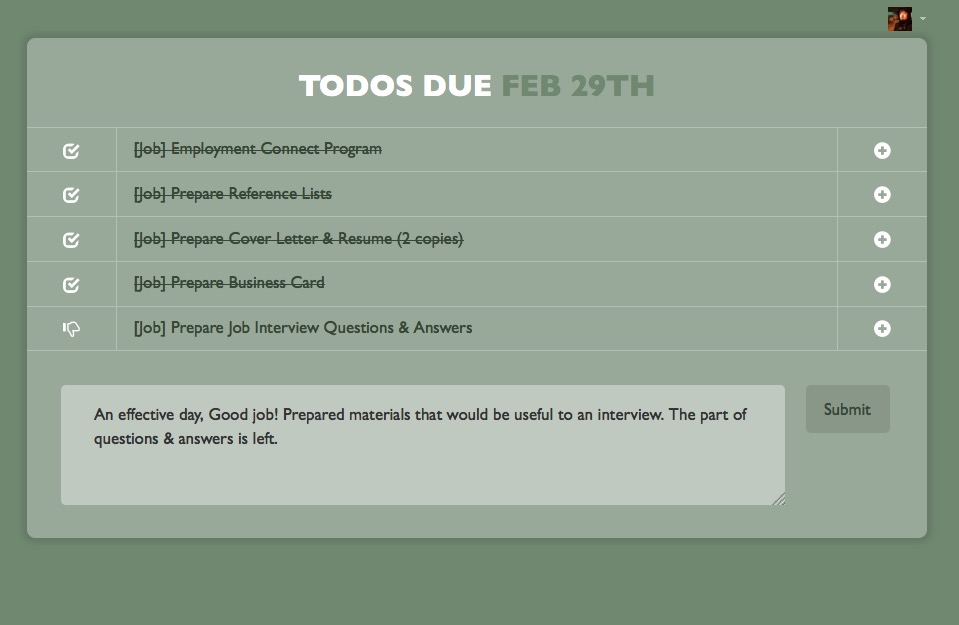 TODOS DUE FEB 29TH
[Job] Employment Connect Program
[Job] Prepare Reference Lists
[Job] Prepare Cover Letter & Resume (2 copies)
[Job] Prepare Business Card
[Job] Prepare Job Interview Questions & Answers
An effective day, Good job! Prepared materials that would be useful to an interview. The part of
questions & answers is left.
Submit